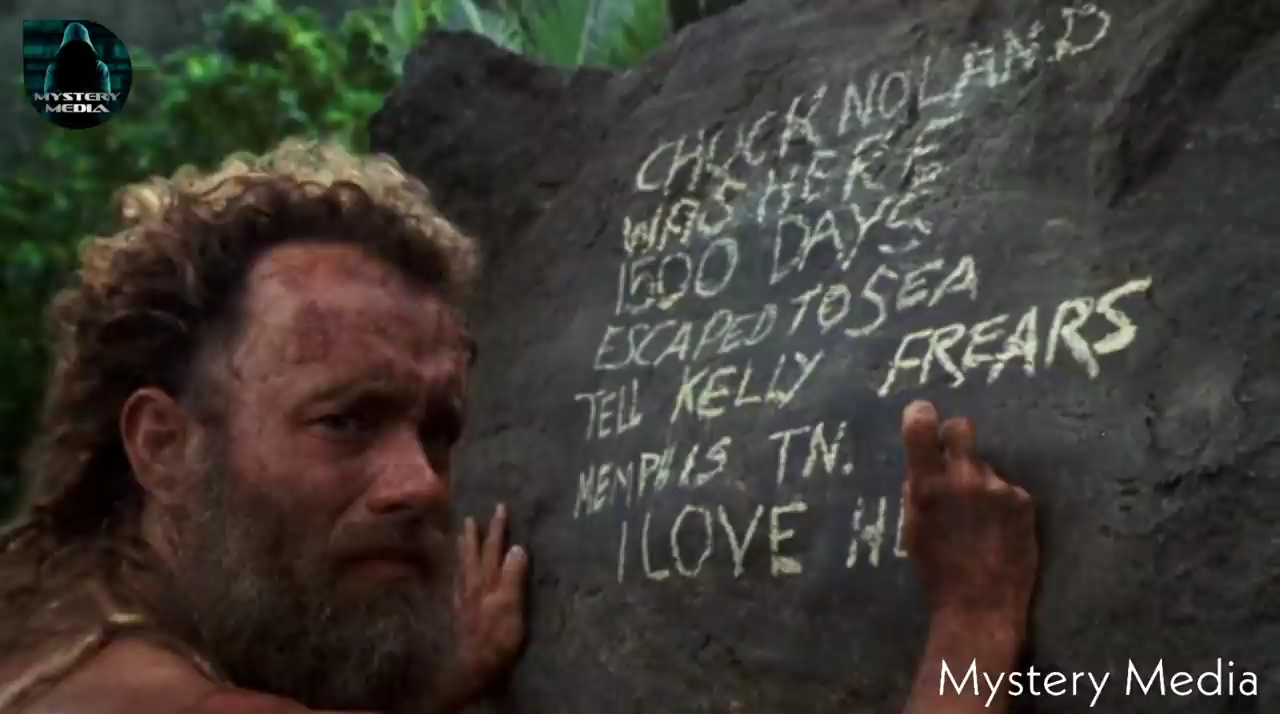 MYSTERY
MEDIA
CHUCK NOLAND
WAS HERE
1500 DAYS
ESCAPED TO SEA
TELL KELLY FREARS
MEMPHIS TN.
I LOVE
Mystery Media